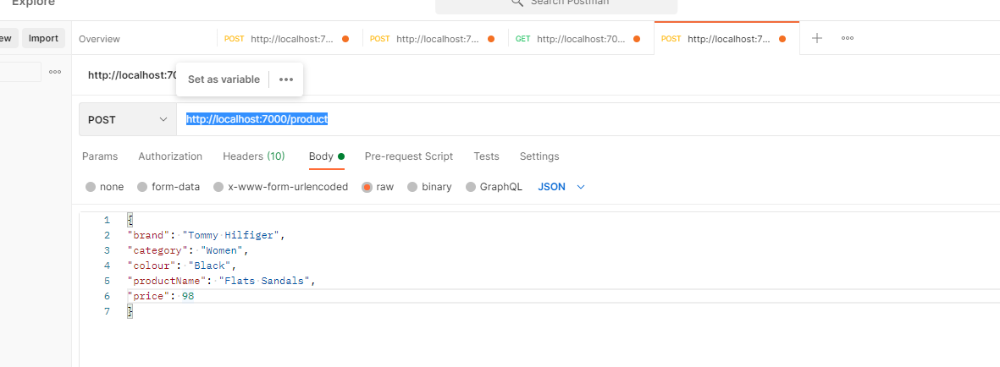 Explore
Search Postman
ew Import
Overview POST http://localhost:7... POST http://localhost:7... GET http://localhost:70... POST http://localhost:7...
http://localhost:70
Set as variable
POST http://localhost:7000/product
Params Authorization Headers (10) Body Pre-request Script Tests Settings
none form-data x-www-form-urlencoded raw binary GraphQL JSON
1 {
2 "brand": "Tommy Hilfiger",
3 "category": "Women",
4 "colour": "Black",
5 "productName": "Flats Sandals",
6 "price": 98
7 }